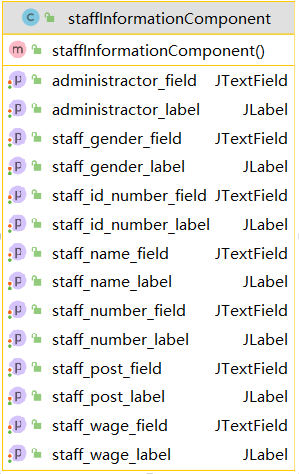 C staffInformationComponent
m staffInformationComponent()
p administractor_field JTextField
p administractor_label JLabel
p staff_gender_field JTextField
p staff_gender_label JLabel
p staff_id_number_field JTextField
p staff_id_number_label JLabel
p staff_name_field JTextField
p staff_name_label JLabel
p staff_number_field JTextField
p staff_number_label JLabel
p staff_post_field JTextField
p staff_post_label JLabel
p staff_wage_field JTextField
p staff_wage_label JLabel